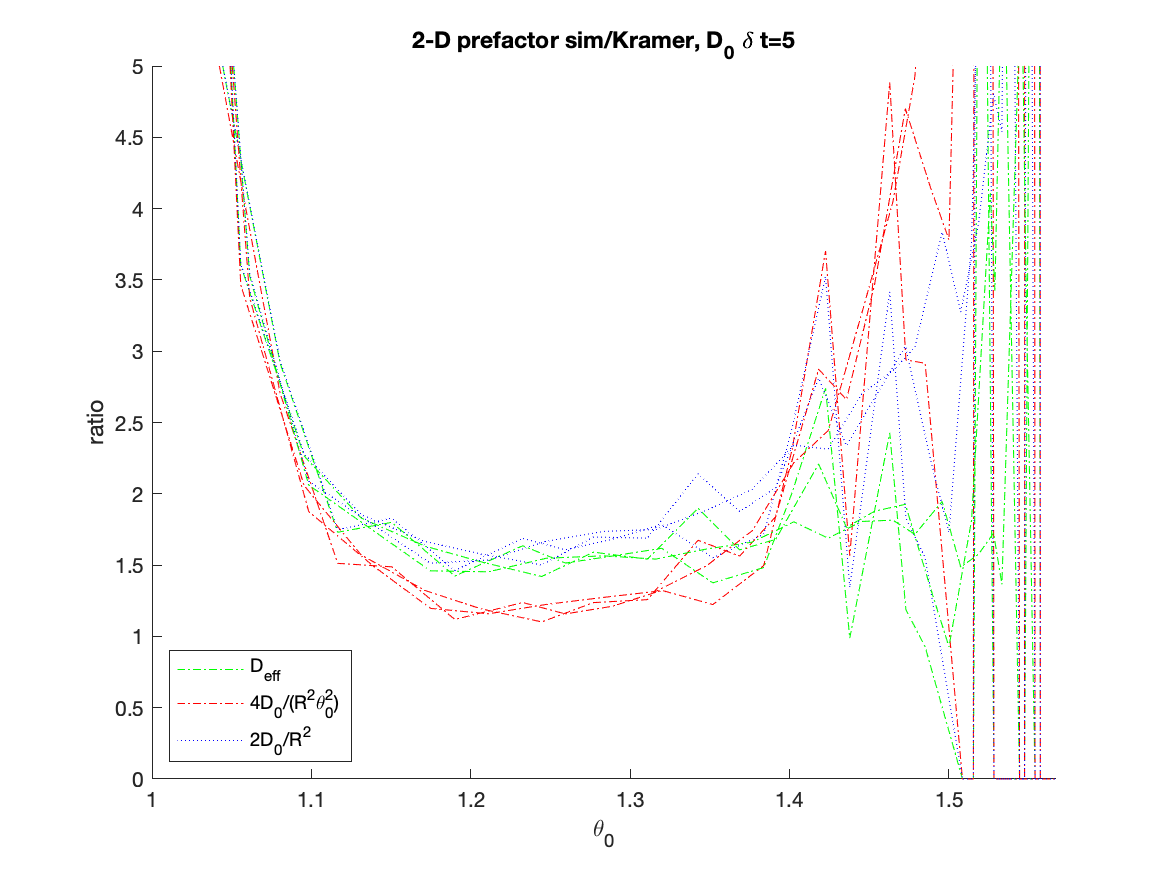 2-D prefactor sim/Kramer, D₀ δ t=5
5
4.5
4
3.5
3
2.5
2
1.5
1
0.5
0
ratio
D_eff
4D₀/(R²θ₀²)
2D₀/R²
1
1.1
1.2
1.3
1.4
1.5
θ₀